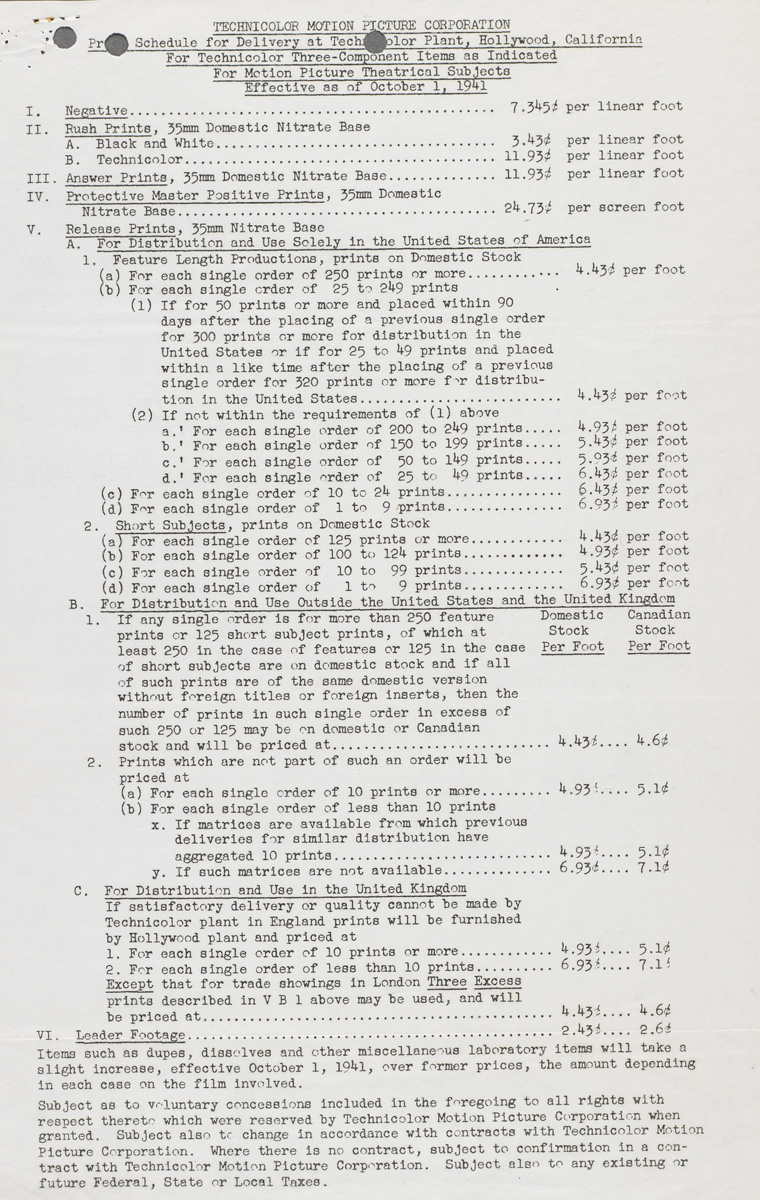 TECHNICOLOR MOTION PICTURE CORPORATION
Pr Schedule for Delivery at Tech olor Plant, Hollywood, California
For Technicolor Three-Component Items as Indicated
For Motion Picture Theatrical Subjects
Effective as of October 1, 1941
I. Negative.............................................. 7.345¢ per linear foot
II. Rush Prints, 35mm Domestic Nitrate Base
A. Black and White................................... 3.43¢ per linear foot
B. Technicolor....................................... 11.93¢ per linear foot
III. Answer Prints, 35mm Domestic Nitrate Base............. 11.93¢ per linear foot
IV. Protective Master Positive Prints, 35mm Domestic
Nitrate Base........................................ 24.73¢ per screen foot
V. Release Prints, 35mm Nitrate Base
A. For Distribution and Use Solely in the United States of America
1. Feature Length Productions, prints on Domestic Stock
(a) For each single order of 250 prints or more............ 4.43¢ per foot
(b) For each single order of 25 to 249 prints
(1) If for 50 prints or more and placed within 90
days after the placing of a previous single order
for 300 prints or more for distribution in the
United States or if for 25 to 49 prints and placed
within a like time after the placing of a previous
single order for 320 prints or more for distribu-
tion in the United States.......................... 4.43¢ per foot
(2) If not within the requirements of (1) above
a.' For each single order of 200 to 249 prints..... 4.93¢ per foot
b.' For each single order of 150 to 199 prints..... 5.43¢ per foot
c.' For each single order of 50 to 149 prints..... 5.93¢ per foot
d.' For each single order of 25 to 49 prints..... 6.43¢ per foot
(c) For each single order of 10 to 24 prints............... 6.43¢ per foot
(d) For each single order of 1 to 9 prints............... 6.93¢ per foot
2. Short Subjects, prints on Domestic Stock
(a) For each single order of 125 prints or more............ 4.43¢ per foot
(b) For each single order of 100 to 124 prints............. 4.93¢ per foot
(c) For each single order of 10 to 99 prints............. 5.43¢ per foot
(d) For each single order of 1 to 9 prints............. 6.93¢ per foot
B. For Distribution and Use Outside the United States and the United Kingdom
1. If any single order is for more than 250 feature Domestic Canadian
prints or 125 short subject prints, of which at Stock Stock
least 250 in the case of features or 125 in the case Per Foot Per Foot
of short subjects are on domestic stock and if all
of such prints are of the same domestic version
without foreign titles or foreign inserts, then the
number of prints in such single order in excess of
such 250 or 125 may be on domestic or Canadian
stock and will be priced at............................ 4.43¢.... 4.6¢
2. Prints which are not part of such an order will be
priced at
(a) For each single order of 10 prints or more......... 4.93¢.... 5.1¢
(b) For each single order of less than 10 prints
x. If matrices are available from which previous
deliveries for similar distribution have
aggregated 10 prints............................ 4.93¢.... 5.1¢
y. If such matrices are not available.............. 6.93¢.... 7.1¢
C. For Distribution and Use in the United Kingdom
If satisfactory delivery or quality cannot be made by
Technicolor plant in England prints will be furnished
by Hollywood plant and priced at
1. For each single order of 10 prints or more............ 4.93¢.... 5.1¢
2. For each single order of less than 10 prints.......... 6.93¢.... 7.1¢
Except that for trade showings in London Three Excess
prints described in V B 1 above may be used, and will
be priced at............................................ 4.43¢.... 4.6¢
VI. Leader Footage.............................................. 2.43¢.... 2.6¢
Items such as dupes, dissolves and other miscellaneous laboratory items will take a
slight increase, effective October 1, 1941, over former prices, the amount depending
in each case on the film involved.
Subject as to voluntary concessions included in the foregoing to all rights with
respect thereto which were reserved by Technicolor Motion Picture Corporation when
granted. Subject also to change in accordance with contracts with Technicolor Motion
Picture Corporation. Where there is no contract, subject to confirmation in a con-
tract with Technicolor Motion Picture Corporation. Subject also to any existing or
future Federal, State or Local Taxes.